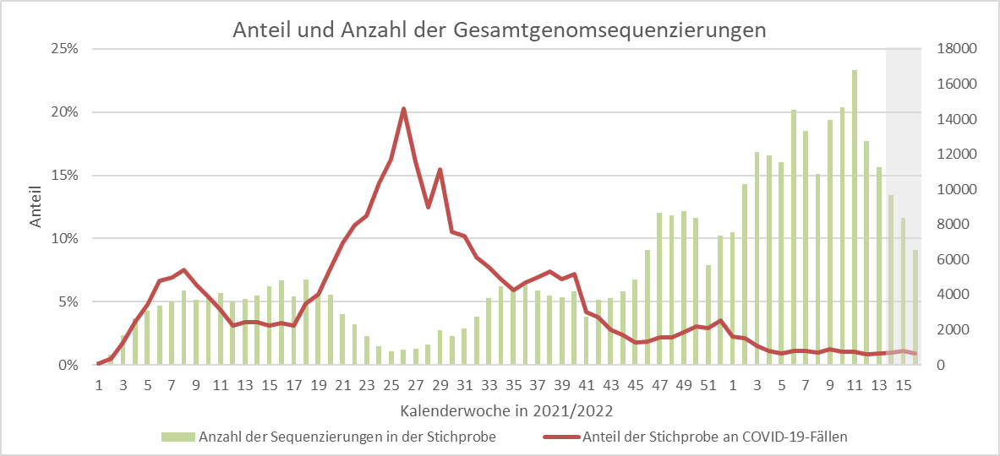 Anteil und Anzahl der Gesamtgenomsequenzierungen
25% 18000
16000
20% 14000
12000
15% 10000
Anteil
8000
10% 6000
5% 4000
2000
0% 0
1 3 5 7 9 11 13 15 17 19 21 23 25 27 29 31 33 35 37 39 41 43 45 47 49 51 1 3 5 7 9 11 13 15
Kalenderwoche in 2021/2022
Anzahl der Sequenzierungen in der Stichprobe Anteil der Stichprobe an COVID-19-Fällen